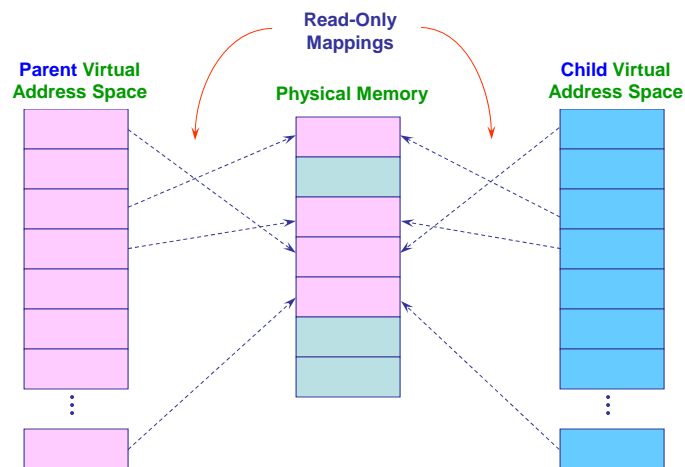 Read-Only
Mappings
Parent Virtual
Address Space
Physical Memory
Child Virtual
Address Space